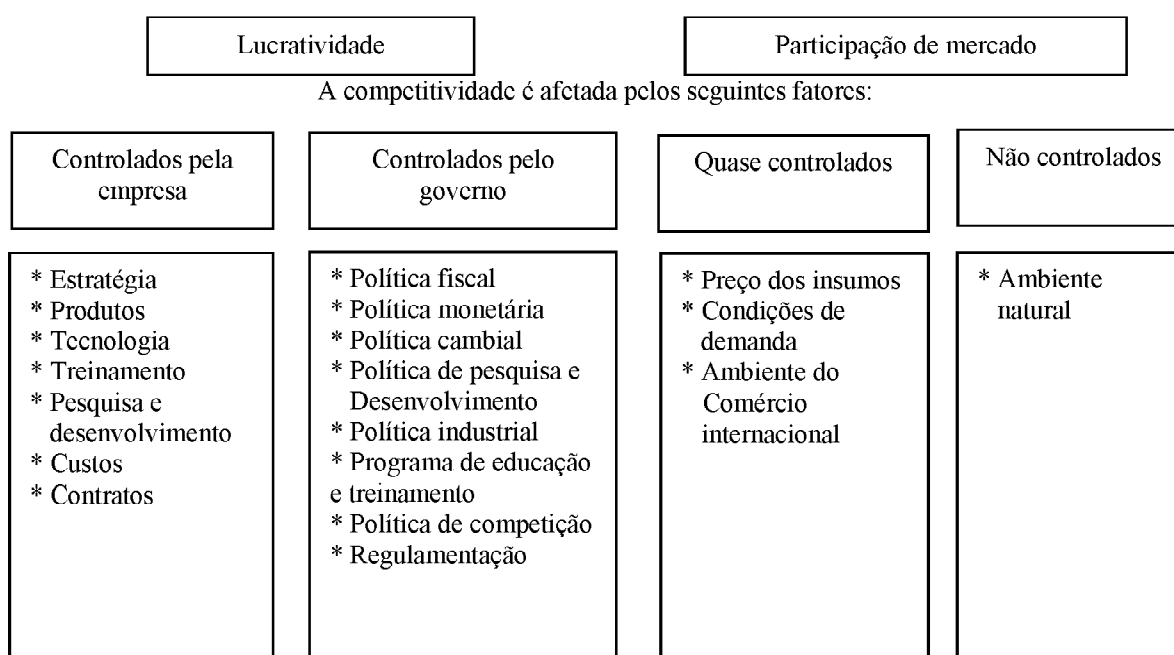 Lucratividade
Participação de mercado
A competitividade é afetada pelos seguintes fatores:
Controlados pela
empresa
Controlados pelo
governo
Quase controlados
Não controlados
* Estratégia
* Produtos
* Tecnologia
* Treinamento
* Pesquisa e
desenvolvimento
* Custos
* Contratos
* Política fiscal
* Política monetária
* Política cambial
* Política de pesquisa e
Desenvolvimento
* Política industrial
* Programa de educação
e treinamento
* Política de competição
* Regulamentação
* Preço dos insumos
* Condições de
demanda
* Ambiente do
Comércio
internacional
* Ambiente
natural